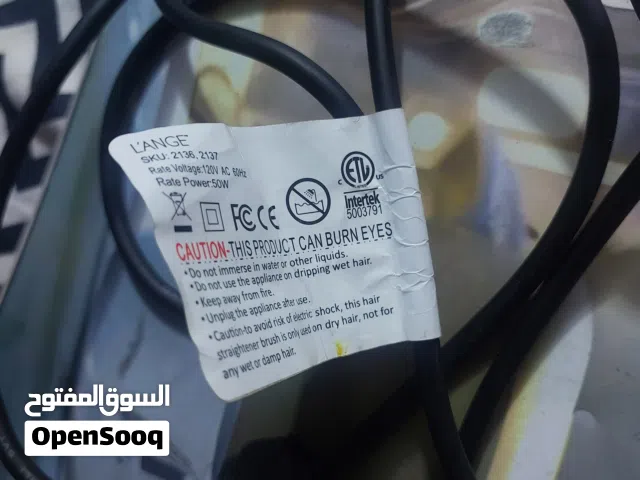 L'ANGE
SKU: 2136, 2137
Rate Voltage:120V AC 60Hz
Rate Power:50W
FC CE
C ETL US
Intertek
5003791
CAUTION-THIS PRODUCT CAN BURN EYES
•Do not immerse in water or other liquids.
•Do not use the appliance on dripping wet hair.
•Keep away from fire.
•Unplug the appliance after use.
•Caution-to avoid risk of electric shock, this hair
straightener brush is only used on dry hair, not for
any wet or damp hair.
السوق المفتوح
OpenSooq